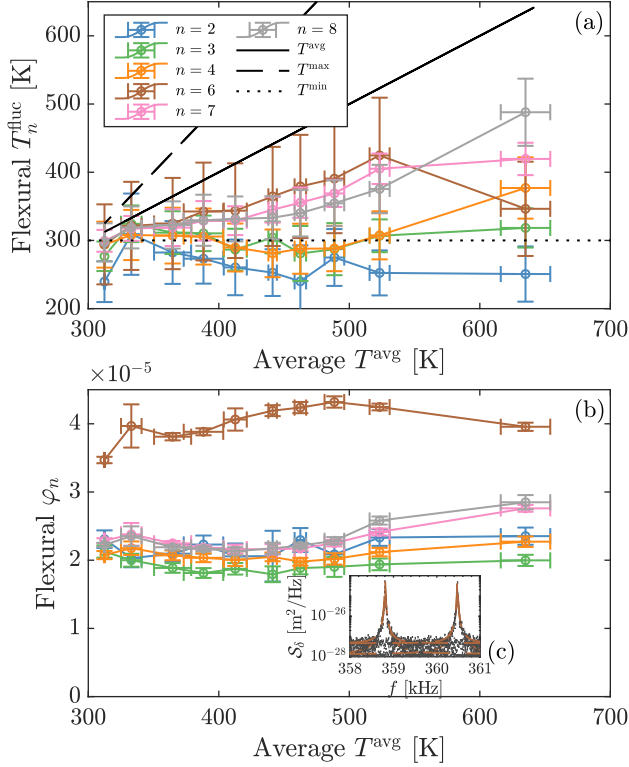 600
500
400
300
200
Flexural T_n^fluc [K]
n = 2
n = 3
n = 4
n = 6
n = 7
n = 8
T^avg
T^max
T^min
(a)
300 400 500 600 700
Average T^avg [K]
×10^-5
4
3
2
1
0
Flexural φ_n
(b)
10^-26
10^-28
S_δ [m²/Hz]
(c)
358 359 360 361
f [kHz]
300 400 500 600 700
Average T^avg [K]